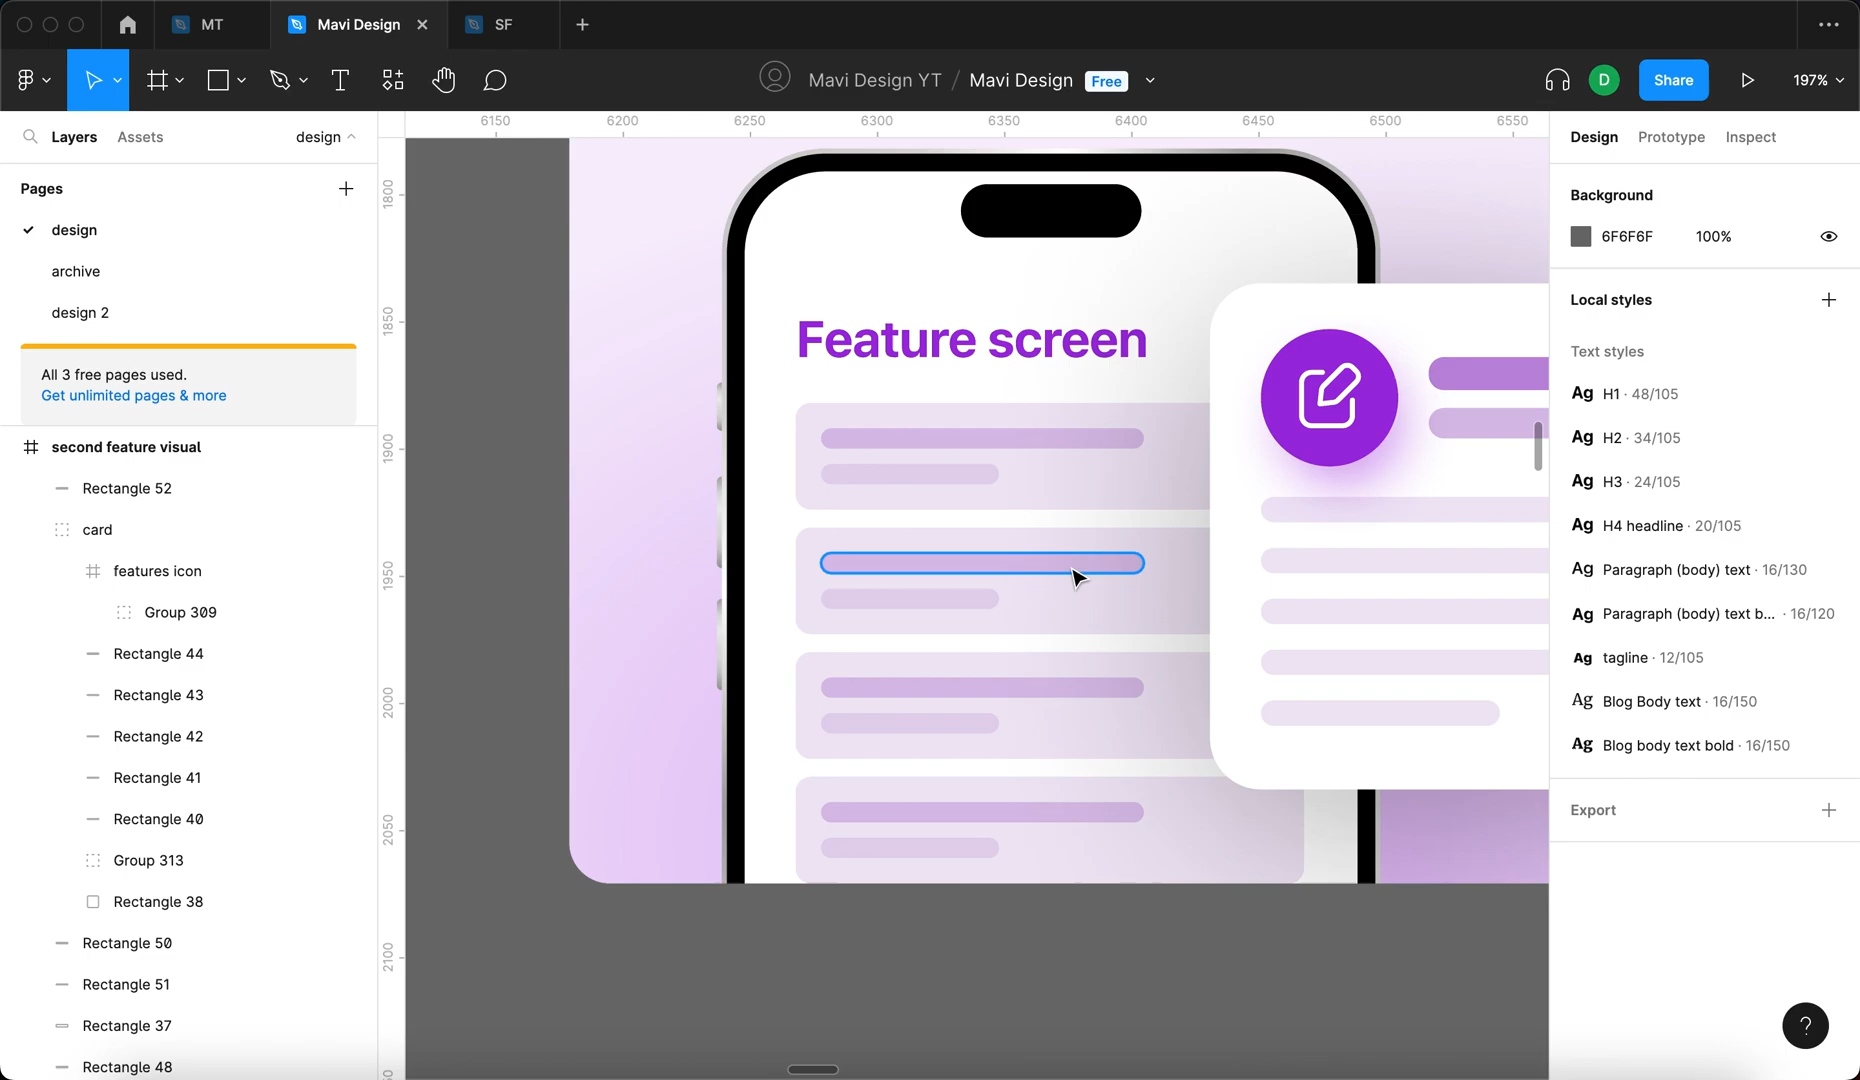 MT
Mavi Design
SF
Mavi Design YT / Mavi Design Free
D
Share
197%
Layers
Assets
design
Pages
design
archive
design 2
All 3 free pages used.
Get unlimited pages & more
second feature visual
Rectangle 52
card
features icon
Group 309
Rectangle 44
Rectangle 43
Rectangle 42
Rectangle 41
Rectangle 40
Group 313
Rectangle 38
Rectangle 50
Rectangle 51
Rectangle 37
Rectangle 48
6150
6200
6250
6300
6350
6400
6450
6500
6550
1800
1850
1900
1950
2000
2050
2100
Feature screen
Design
Prototype
Inspect
Background
6F6F6F
100%
Local styles
Text styles
Ag H1 · 48/105
Ag H2 · 34/105
Ag H3 · 24/105
Ag H4 headline · 20/105
Ag Paragraph (body) text · 16/130
Ag Paragraph (body) text b... · 16/120
Ag tagline · 12/105
Ag Blog Body text · 16/150
Ag Blog body text bold · 16/150
Export
?